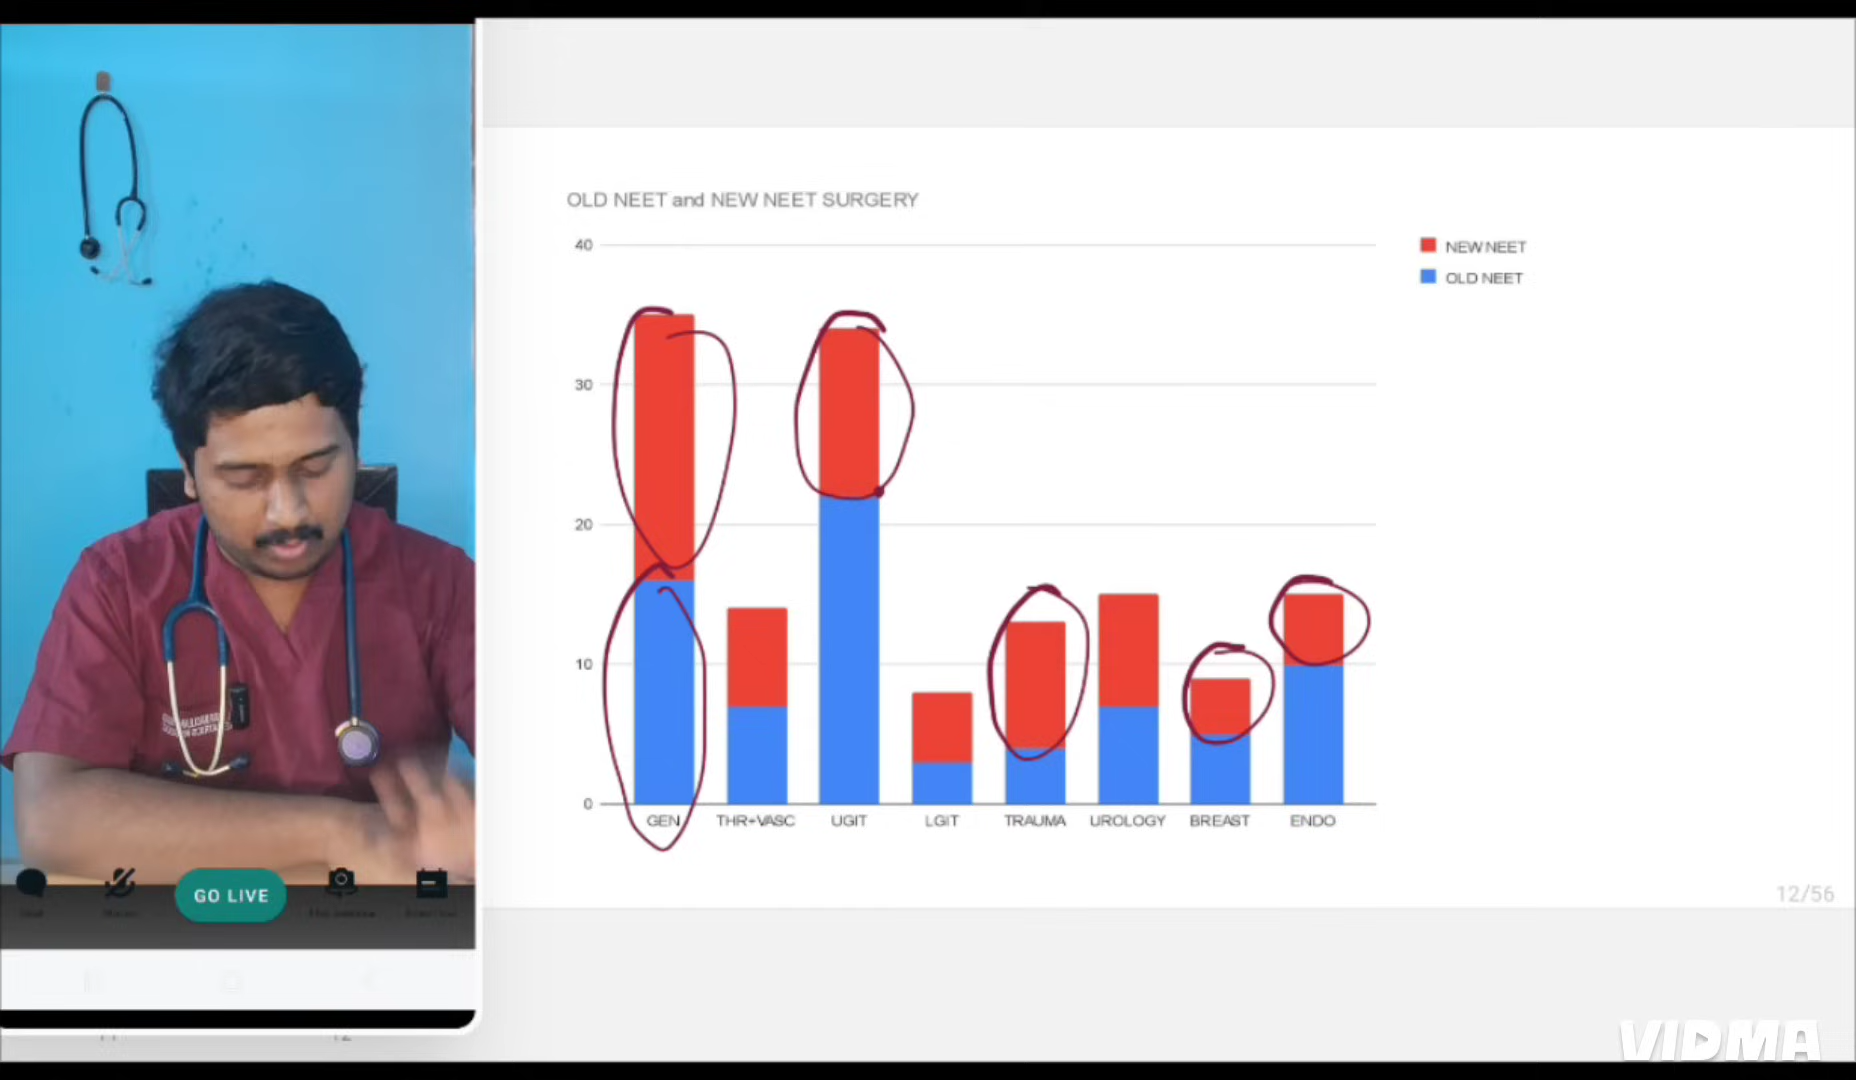 OLD NEET and NEW NEET SURGERY
40
30
20
10
0
NEW NEET
OLD NEET
GEN
THR+VASC
UGIT
LGIT
TRAUMA
UROLOGY
BREAST
ENDO
12/56
GO LIVE
VIDMA